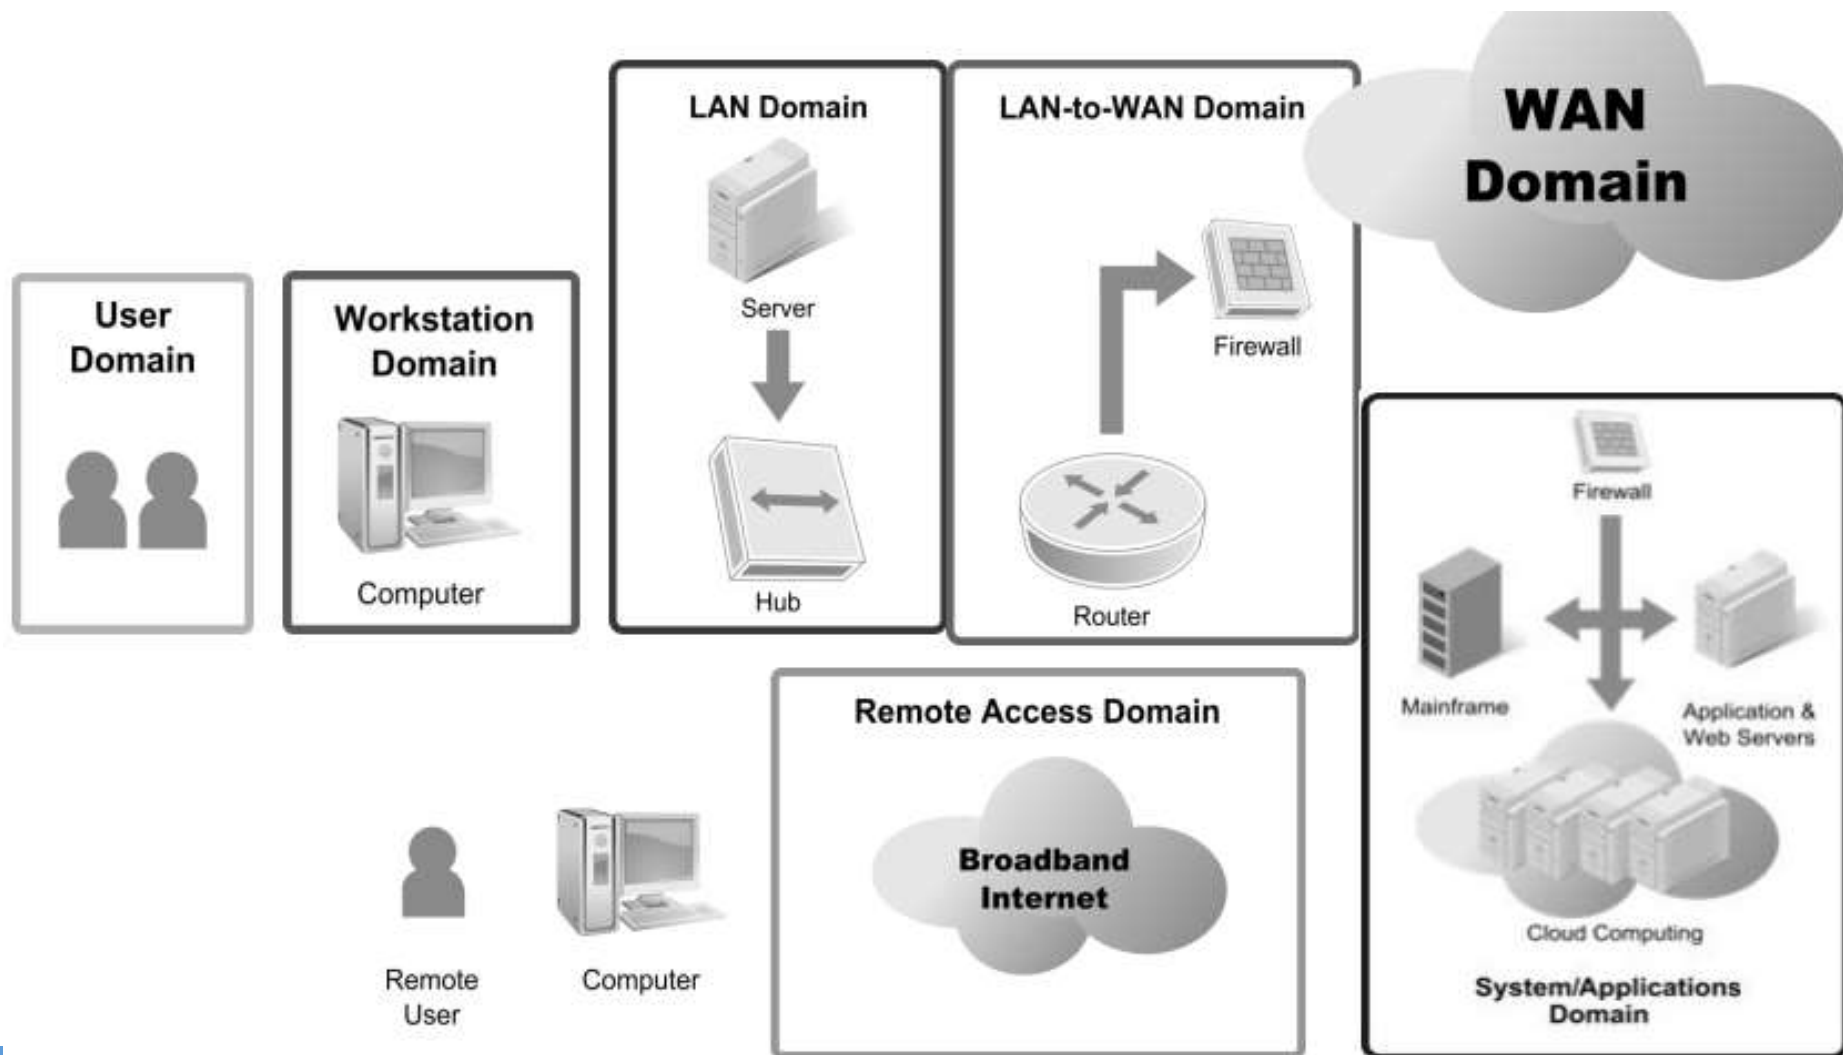 LAN Domain
LAN-to-WAN Domain
WAN
Domain
User
Domain
Workstation
Domain
Server
Firewall
Computer
Hub
Router
Firewall
Mainframe
Application &
Web Servers
Cloud Computing
System/Applications
Domain
Remote Access Domain
Broadband
Internet
Remote
User
Computer